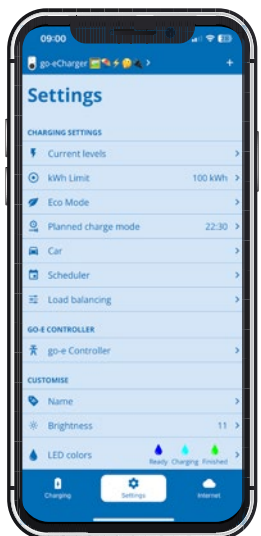 09:00
go-eCharger
Settings
CHARGING SETTINGS
Current levels
kWh Limit 100 kWh
Eco Mode
Planned charge mode 22:30
Car
Scheduler
Load balancing
GO-E CONTROLLER
go-e Controller
CUSTOMISE
Name
Brightness 11
LED colors
Ready Charging Finished
Charging Settings Internet